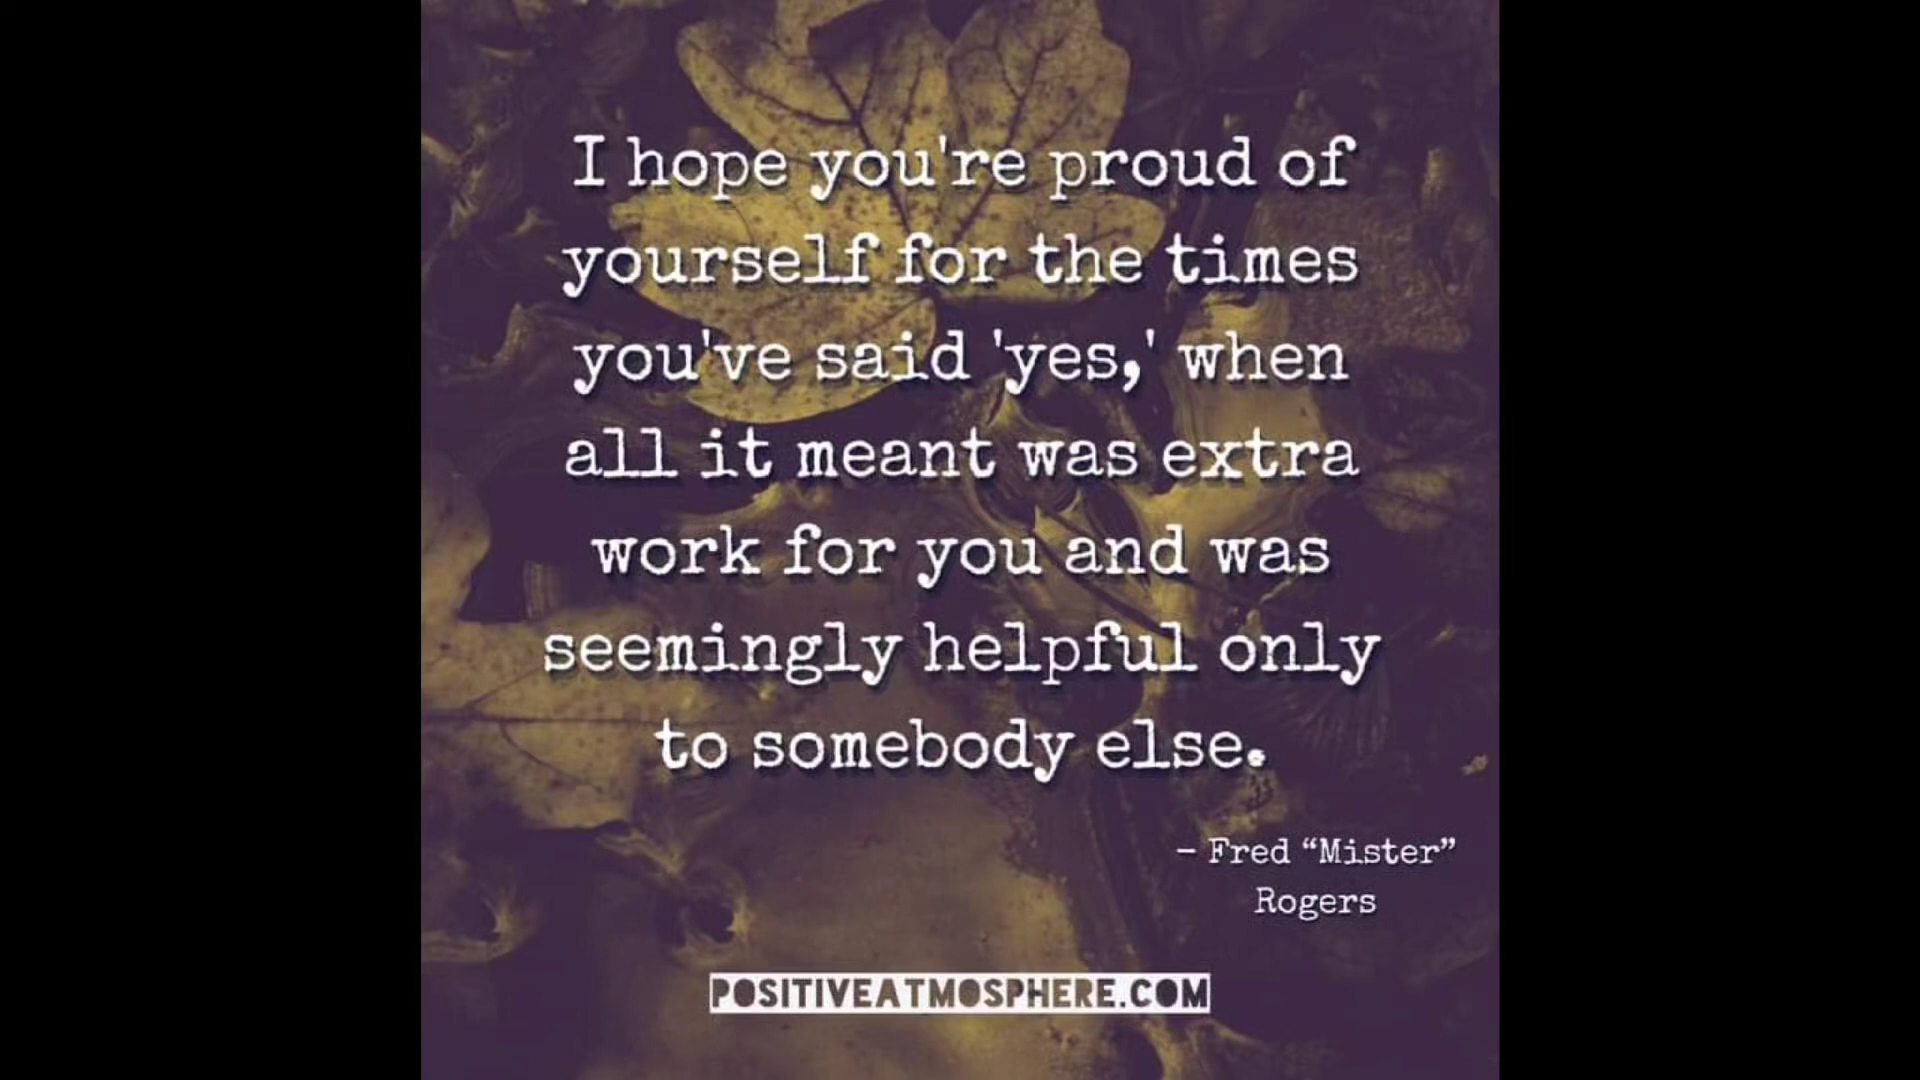 I hope you're proud of
yourself for the times
you've said 'yes,' when
all it meant was extra
work for you and was
seemingly helpful only
to somebody else.
– Fred “Mister”
Rogers
POSITIVEATMOSPHERE.COM